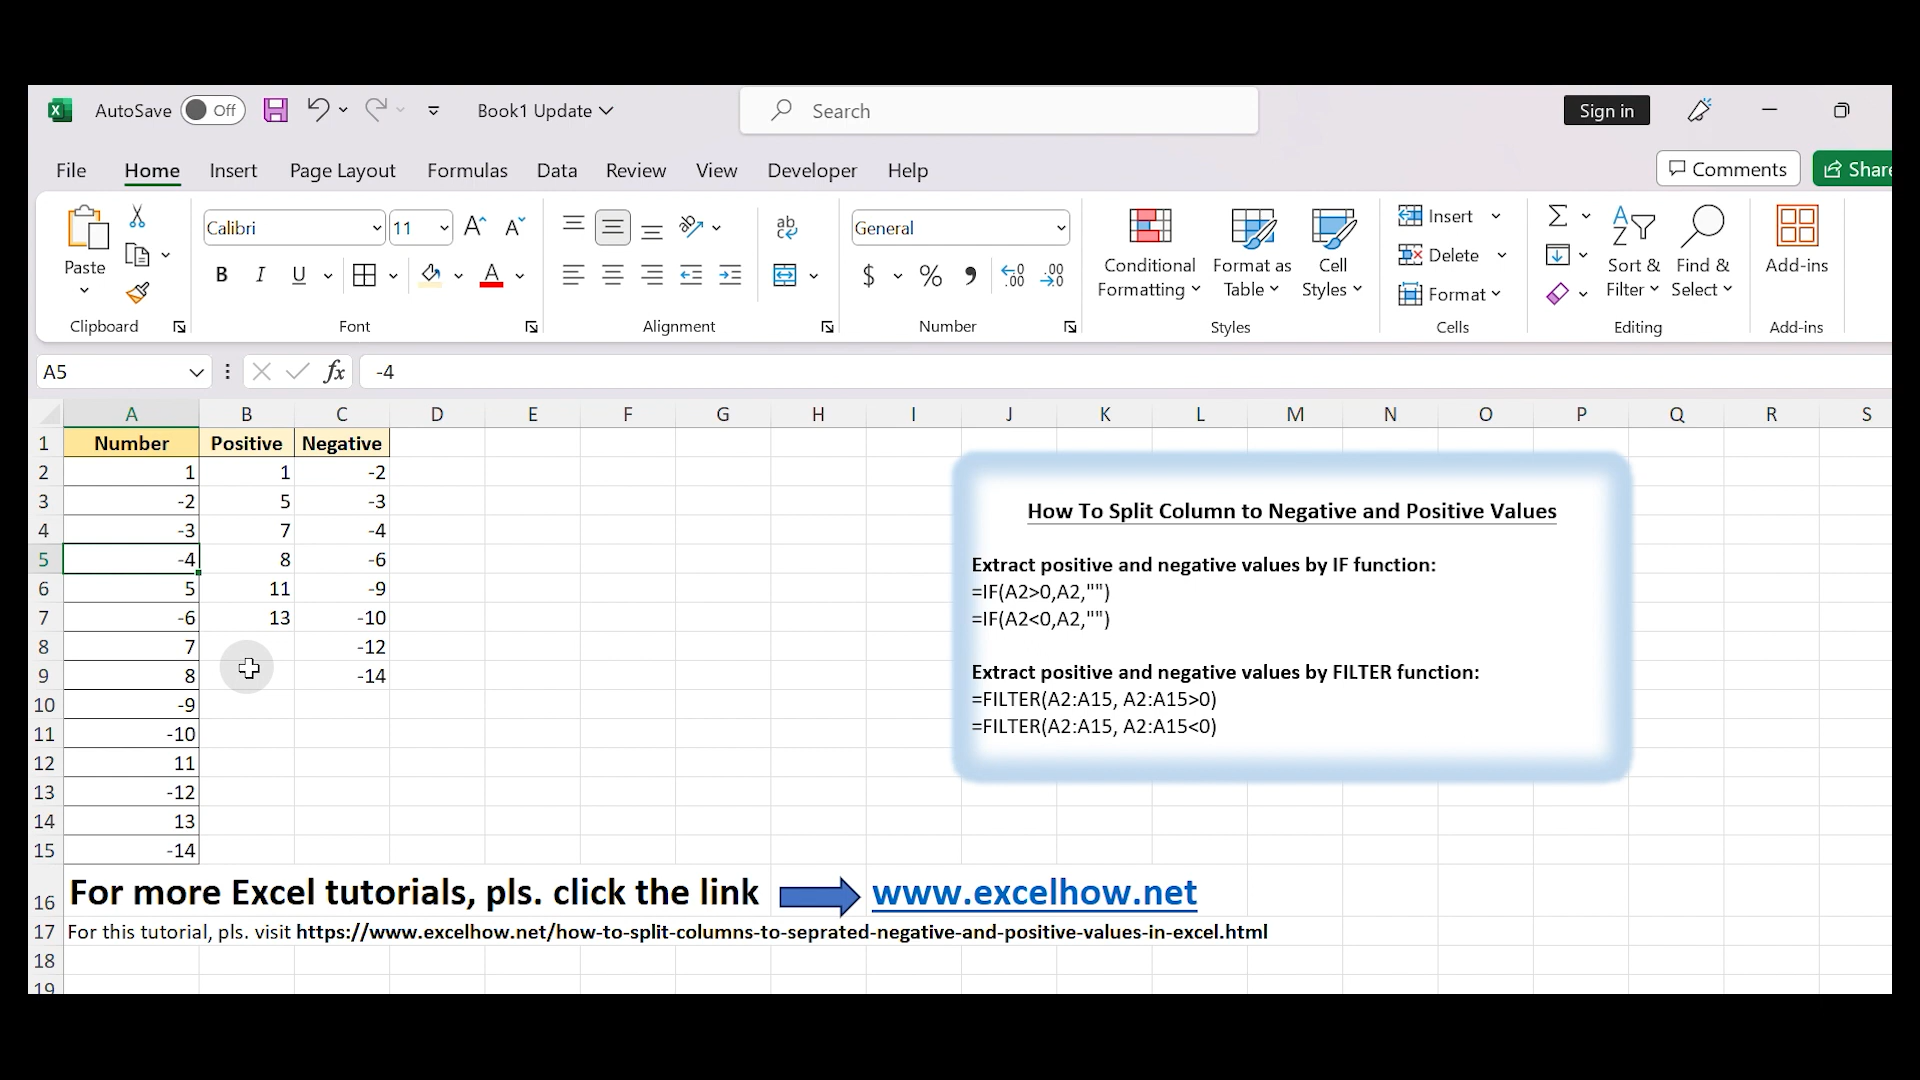 AutoSave Off Book1 Update Search Sign in
File Home Insert Page Layout Formulas Data Review View Developer Help Comments Share
Paste
Clipboard
Calibri 11
B I U A
Font
ab
Alignment
General
$ % ,
Number
Conditional Formatting
Format as Table
Cell Styles
Styles
Insert
Delete
Format
Cells
Sort & Filter
Find & Select
Editing
Add-ins
Add-ins
A5 fx -4
A B C D E F G H I J K L M N O P Q R S
1 Number Positive Negative
2 1 1 -2
3 -2 5 -3
4 -3 7 -4
5 -4 8 -6
6 5 11 -9
7 -6 13 -10
8 7 -12
9 8 -14
10 -9
11 -10
12 11
13 -12
14 13
15 -14
How To Split Column to Negative and Positive Values
Extract positive and negative values by IF function:
=IF(A2>0,A2,"")
=IF(A2<0,A2,"")
Extract positive and negative values by FILTER function:
=FILTER(A2:A15, A2:A15>0)
=FILTER(A2:A15, A2:A15<0)
16 For more Excel tutorials, pls. click the link www.excelhow.net
17 For this tutorial, pls. visit https://www.excelhow.net/how-to-split-columns-to-seprated-negative-and-positive-values-in-excel.html
18
19